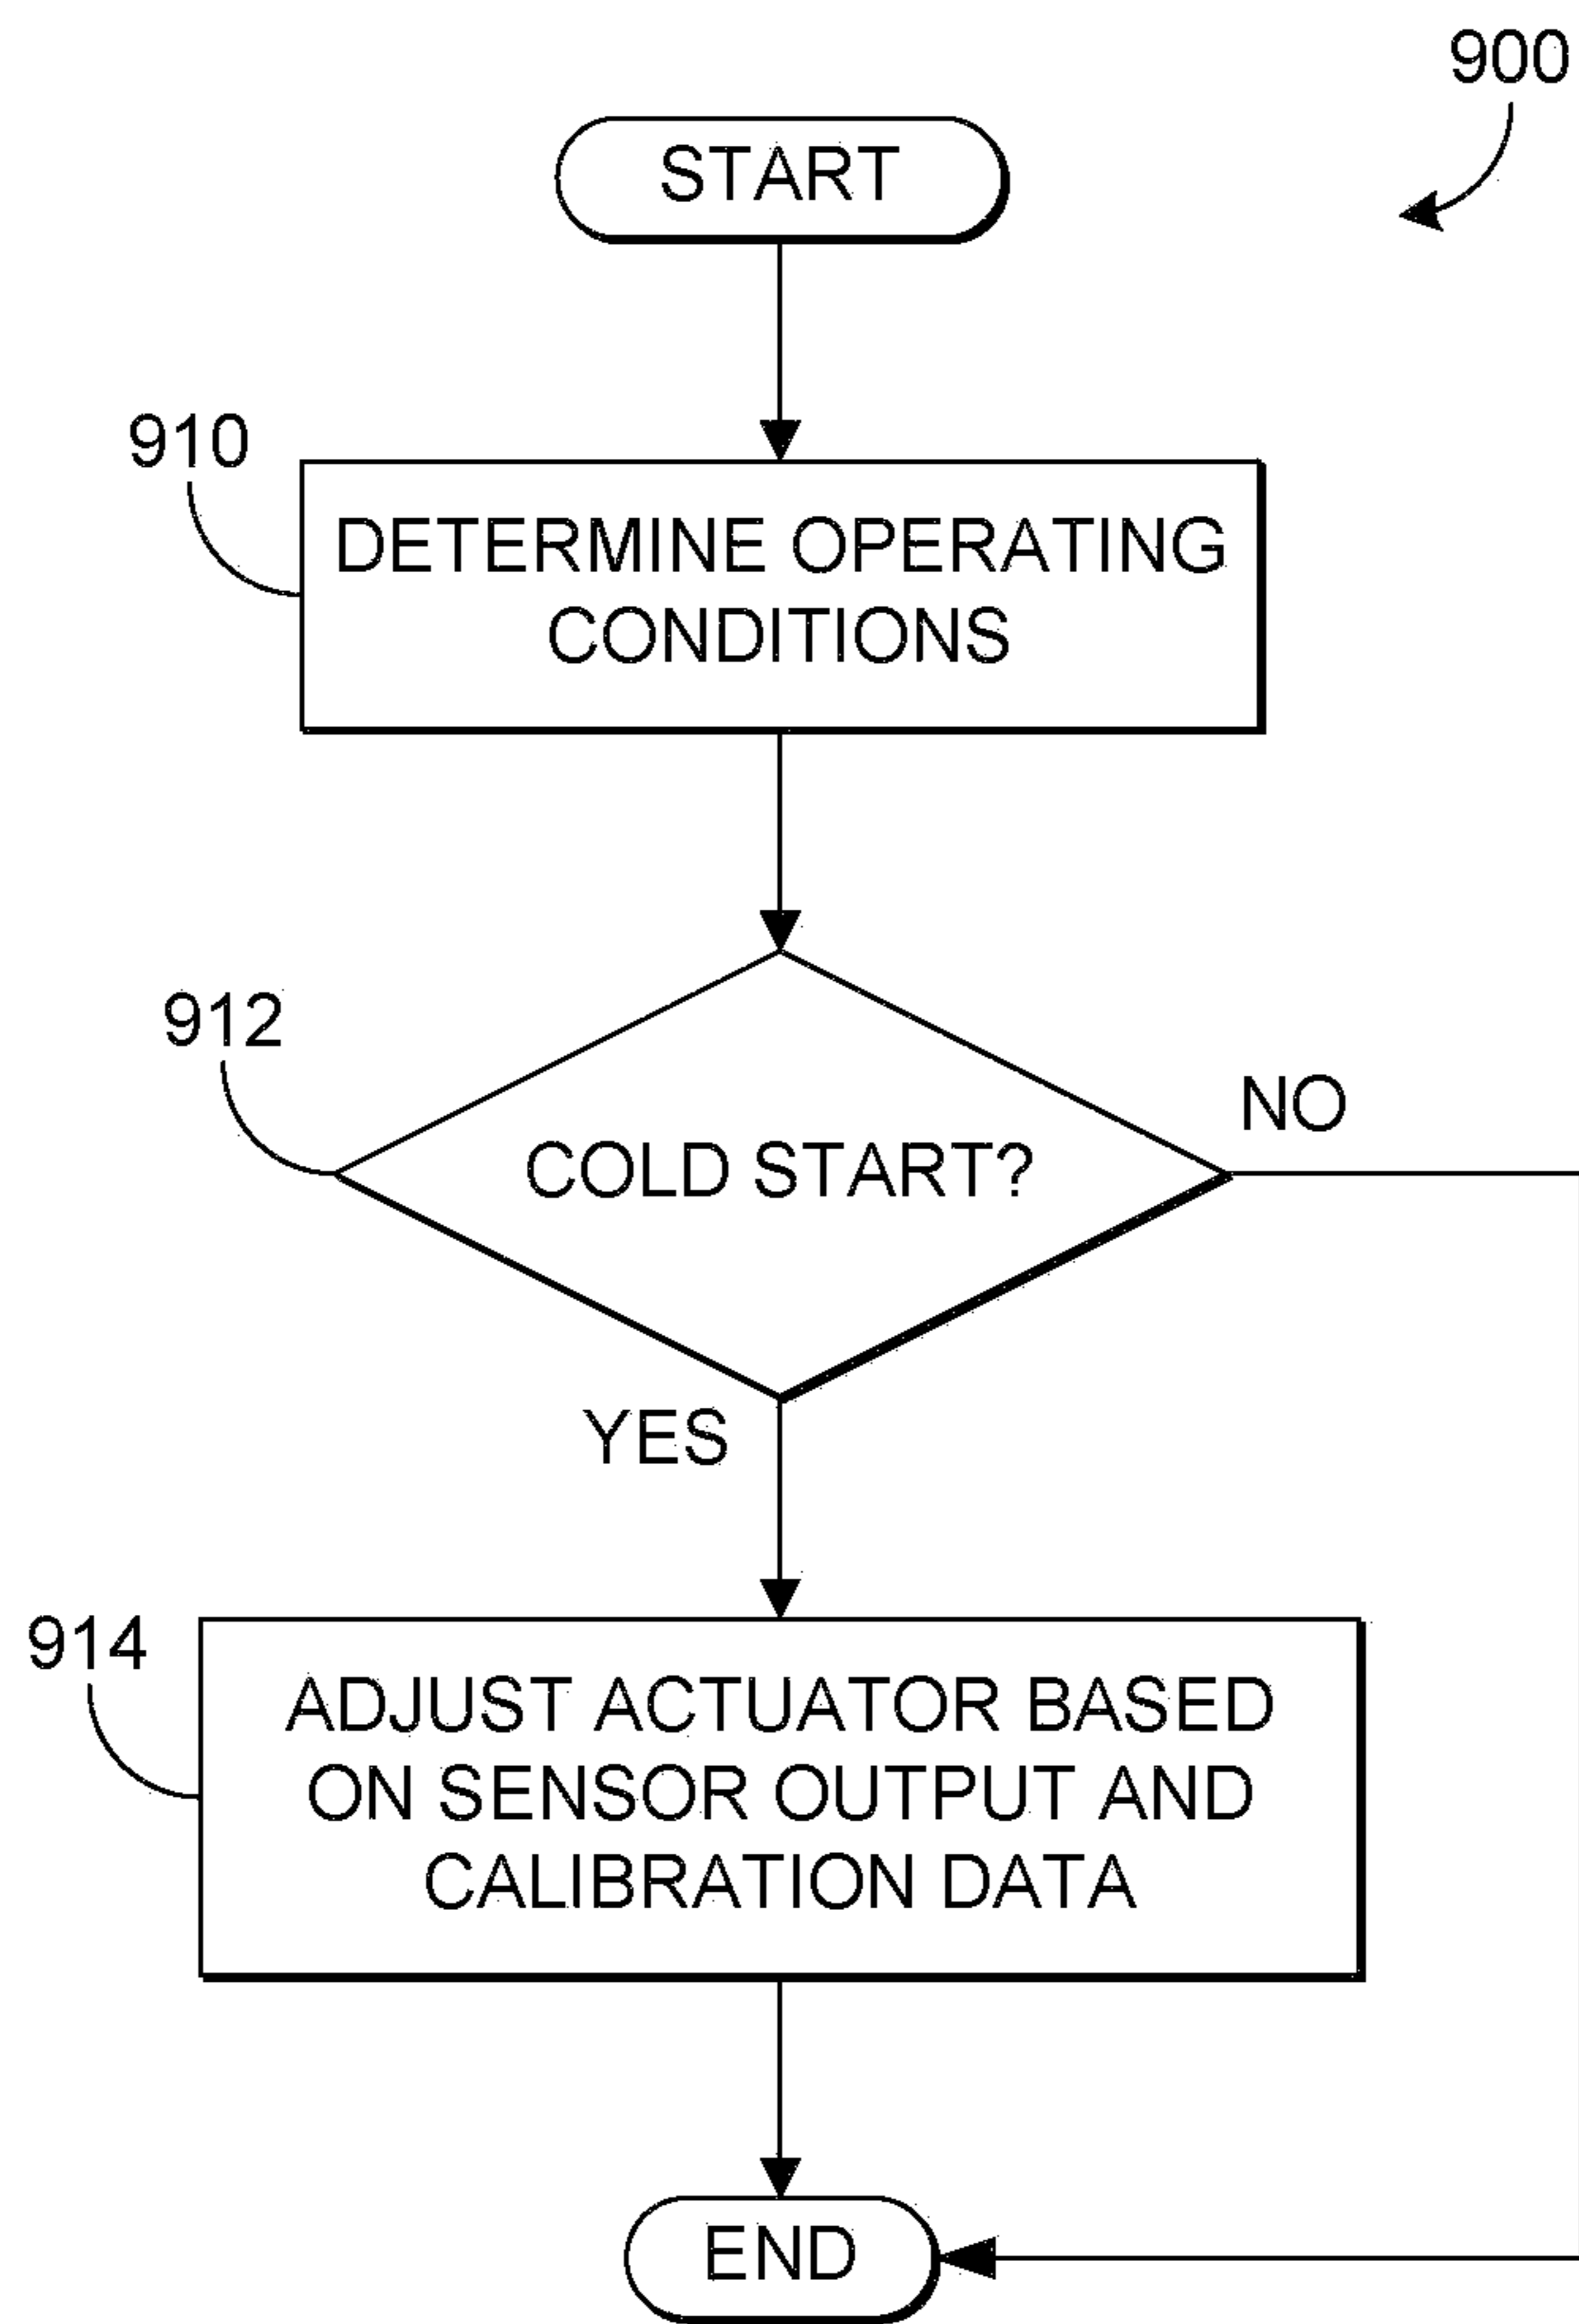 900
START
910
DETERMINE OPERATING
CONDITIONS
912
COLD START?
NO
YES
914
ADJUST ACTUATOR BASED
ON SENSOR OUTPUT AND
CALIBRATION DATA
END